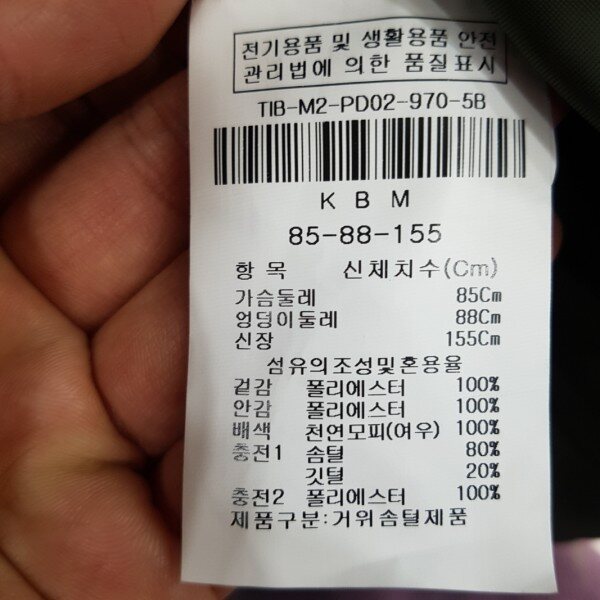 전기용품 및 생활용품 안전
관리법에 의한 품질표시
TIB-M2-PD02-970-5B
K B M
85-88-155
항 목 신체치수(Cm)
가슴둘레 85Cm
엉덩이둘레 88Cm
신장 155Cm
섬유의조성및혼용율
겉감 폴리에스터 100%
안감 폴리에스터 100%
배색 천연모피(여우) 100%
충전1 솜털 80%
깃털 20%
충전2 폴리에스터 100%
제품구분:거위솜털제품